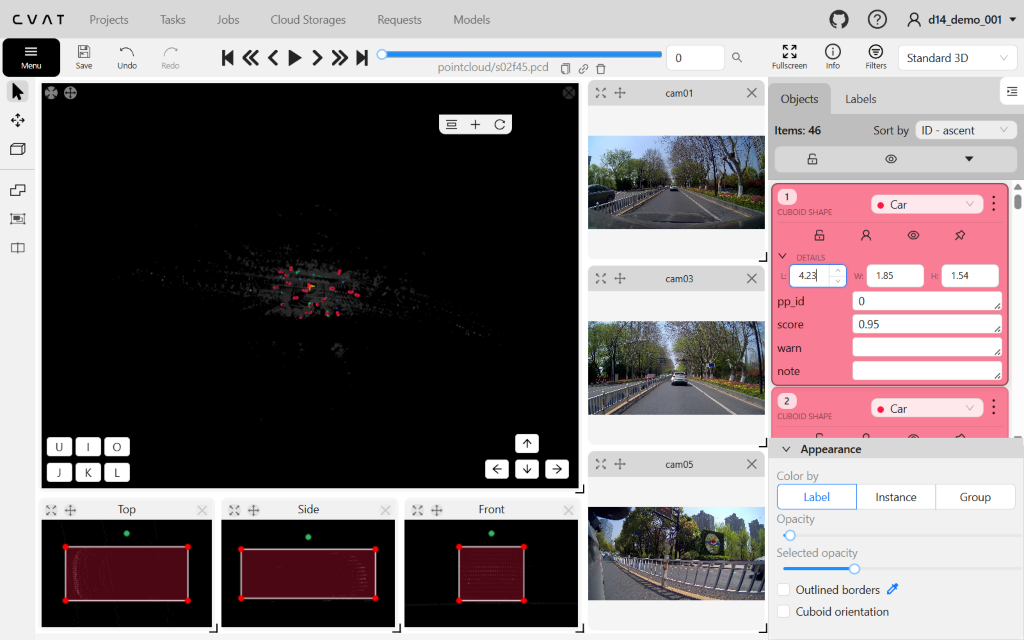 CVAT Projects Tasks Jobs Cloud Storages Requests Models d14_demo_001
Menu Save Undo Redo 0 Fullscreen Info Filters Standard 3D
pointcloud/s02f45.pcd
cam01
cam03
cam05
U I O
J K L
Top Side Front
Objects Labels
Items: 46 Sort by ID - ascent
1 Car
CUBOID SHAPE
DETAILS
L: 4.23 W: 1.85 H: 1.54
pp_id 0
score 0.95
warn
note
2 Car
CUBOID SHAPE
Appearance
Color by
Label Instance Group
Opacity
Selected opacity
Outlined borders
Cuboid orientation